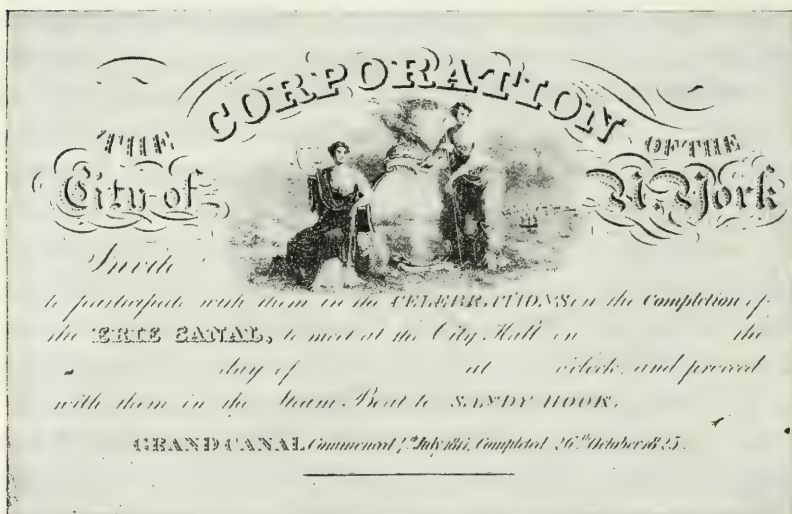 THE CORPORATION OF THE
City of N. York
Invite
to participate with them in the CELEBRATIONS on the Completion of
the ERIE CANAL, to meet at the City Hall on the
day of at o'clock and proceed
with them in the Steam Boat to SANDY HOOK.
GRAND CANAL Commenced 4th July 1817, Completed 26th October 1825.